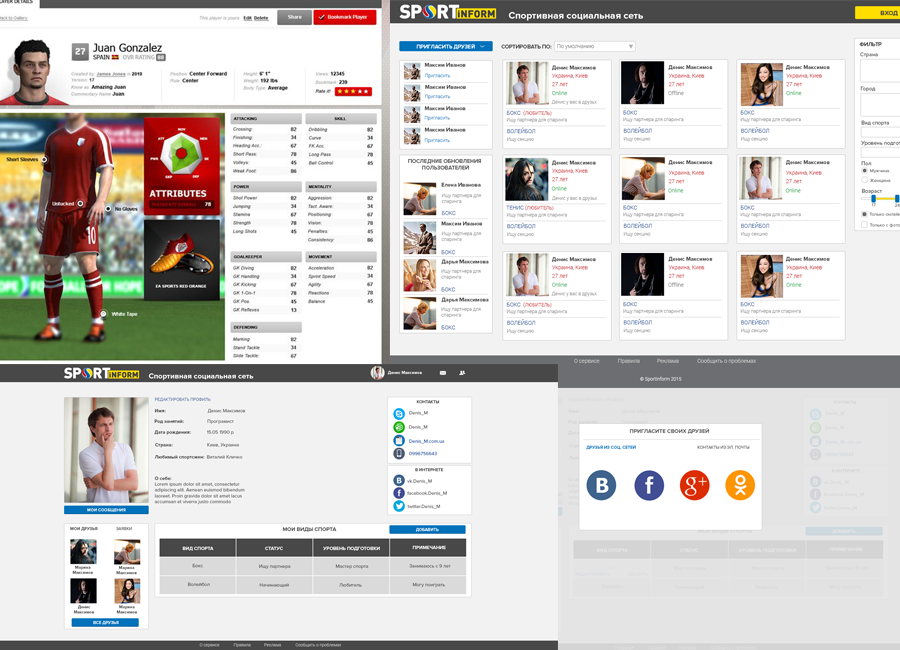 AYER DETAILS
Back to Gallery
This player is yours Edit Delete
Share
Bookmark Player
27 Juan Gonzalez
SPAIN OVR RATING 88
Created by: James Jones in 2010
Version: 17
Know as Amazing Juan
Commentary Name Juan
Position: Center Forward
Role: Center
Height: 6' 1"
Weight: 192 lbs
Body Type: Average
Views: 12345
Bookmark: 239
Rate it!
Short Sleeves
Untucked
No Gloves
White Tape
10
ATTRIBUTES
78
EA SPORTS RED ORANGE
ATTACKING
Crossing: 82
Finishing: 34
Heading Acc.: 67
Short Pass: 78
Volleys: 45
Weak Foot: 86
SKILL
Dribling: 82
Curve: 34
FK Acc: 67
Long Pass 78
Ball Control 45
POWER
Shot Power 82
Jumping 34
Stamina 67
Strength 78
Long Shots 45
MENTALITY
Aggression: 82
Tact. Aware: 34
Positioning: 67
Vision: 78
Penalties: 45
Consistency: 86
GOALKEEPER
GK Diving 82
GK Handling 34
GK Kicking 67
GK 1-On-1 78
GK Pos. 45
GK Reflexes 13
MOVEMENT
Acceleration 82
Sprint Speed 34
Agility 67
Reactions 78
Balance 45
DEFENDING
Marking 82
Stand Tackle 34
Slide Tackle: 67
SPORT INFORM
Спортивная социальная сеть
ВХОД
ПРИГЛАСИТЬ ДРУЗЕЙ
СОРТИРОВАТЬ ПО: По умолчанию
Максим Иванов
Пригласить
Максим Иванов
Пригласить
Максим Иванов
Пригласить
Максим Иванов
Пригласить
ПОСЛЕДНИЕ ОБНОВЛЕНИЯ
ПОЛЬЗОВАТЕЛЕЙ
Елена Иванова
Ищу партнера для
спаринга
БОКС
Максим Иванов
Ищу партнера для
спаринга
БОКС
Дарья Максимова
Ищу партнера для
спаринга
БОКС
Дарья Максимова
Ищу партнера для
спаринга
БОКС
Денис Максимов
Украина, Киев
27 лет
Online
Денис у вас в друзьях
БОКС (ЛЮБИТЕЛЬ)
Ищу партнера для спаринга
ВОЛЕЙБОЛ
Ищу секцию
Денис Максимов
Украина, Киев
27 лет
Offline
БОКС
Ищу партнера для спаринга
ВОЛЕЙБОЛ
Ищу секцию
Денис Максимов
Украина, Киев
27 лет
Online
БОКС
Ищу партнера для спаринга
ВОЛЕЙБОЛ
Ищу секцию
Денис Максимов
Украина, Киев
27 лет
Online
Денис у вас в друзьях
ТЕНИС (ЛЮБИТЕЛЬ)
Ищу партнера для спаринга
ВОЛЕЙБОЛ
Ищу секцию
Денис Максимов
Украина, Киев
27 лет
Online
БОКС
Ищу партнера для спаринга
ВОЛЕЙБОЛ
Ищу секцию
Денис Максимов
Украина, Киев
27 лет
Online
БОКС
Ищу партнера для спаринга
ВОЛЕЙБОЛ
Ищу секцию
Денис Максимов
Украина, Киев
27 лет
Online
Денис у вас в друзьях
БОКС (ЛЮБИТЕЛЬ)
Ищу партнера для спаринга
ВОЛЕЙБОЛ
Ищу секцию
Денис Максимов
Украина, Киев
27 лет
Offline
БОКС
Ищу партнера для спаринга
ВОЛЕЙБОЛ
Ищу секцию
Денис Максимов
Украина, Киев
27 лет
Online
БОКС
Ищу партнера для спаринга
ВОЛЕЙБОЛ
Ищу секцию
ФИЛЬТР
Страна
Город
Вид спорта
Уровень подгот
Пол
Мужчина
Женщина
Возраст
17
Только онлайн
Только с фото
О сервисе Правила Реклама Сообщить о проблемах
© SportInform 2015
SPORT INFORM
Спортивная социальная сеть
Денис Максимов
РЕДАКТИРОВАТЬ ПРОФИЛЬ
Имя: Денис Максимов
Род занятий: Програмист
Дата рождения: 15.05.1990 р.
Страна: Киев, Украина
Любимый спортсмен: Виталий Кличко
О себе:
Lorem ipsum dolor sit amet, consectetur
adipiscing elit. Aenean euismod bibendum
laoreet. Proin gravida dolor sit amet lacus
accumsan et viverra justo commodo
МОИ СООБЩЕНИЯ
КОНТАКТЫ
Denis_M
Denis_M
Denis_M.com.ua
0996756643
В ИНТЕРНЕТЕ
vk.Denis_M
facebook.Denis_M
twitter.Denis_M
МОИ ДРУЗЬЯ ЗАЯВКИ
Марина
Максимов
Марина
Максимов
Денис
Максимов
Марина
Максимов
ВСЕ ДРУЗЬЯ
МОИ ВИДЫ СПОРТА
ДОБАВИТЬ
ВИД СПОРТА СТАТУС УРОВЕНЬ ПОДГОТОВКИ ПРИМЕЧАНИЕ
Бокс Ищу партнера Мастер спорта Занимаюсь с 9 лет
Волейбол Начинающий Любитель Могу поиграть
О сервисе Правила Реклама Сообщить о проблемах
ПРИГЛАСИТЕ СВОИХ ДРУЗЕЙ
ДРУЗЬЯ ИЗ СОЦ. СЕТЕЙ КОНТАКТЫ ИЗ ЭЛ. ПОЧТЫ